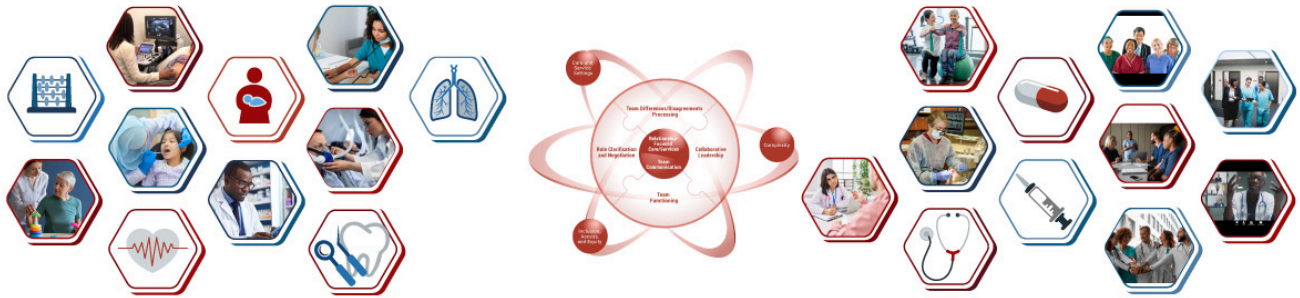 Care and
Service
Settings
Team Differences/Disagreements
Processing
Role Clarification
and Negotiation
Relationship-
Focused
Care/Services
Team
Communication
Collaborative
Leadership
Complexity
Team
Functioning
Inclusion,
Access,
and Equity